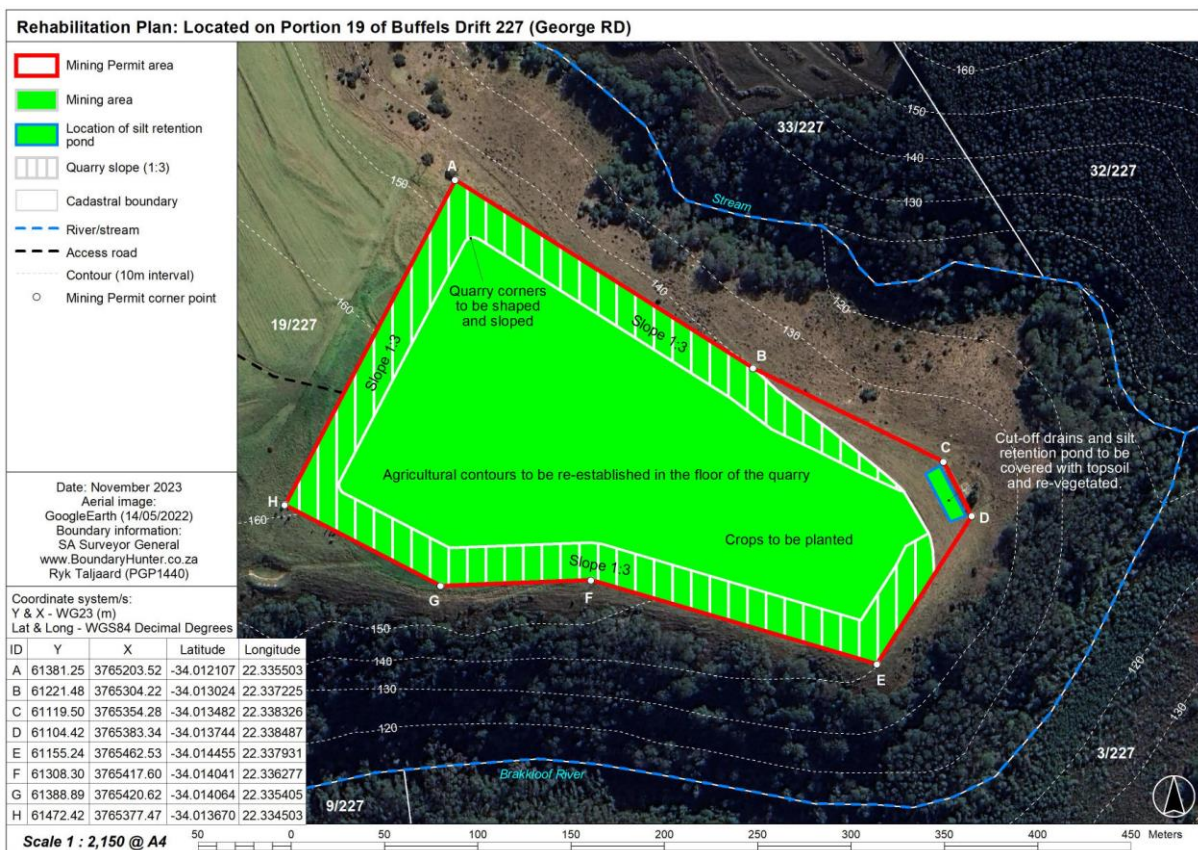 Rehabilitation Plan: Located on Portion 19 of Buffels Drift 227 (George RD)
Mining Permit area
Mining area
Location of silt retention
pond
Quarry slope (1:3)
Cadastral boundary
River/stream
Access road
Contour (10m interval)
Mining Permit corner point
Date: November 2023
Aerial image:
GoogleEarth (14/05/2022)
Boundary information:
SA Surveyor General
www.BoundaryHunter.co.za
Ryk Taljaard (PGP1440)
Coordinate system/s:
Y & X - WG23 (m)
Lat & Long - WGS84 Decimal Degrees
ID Y X Latitude Longitude
A 61381.25 3765203.52 -34.012107 22.335503
B 61221.48 3765304.22 -34.013024 22.337225
C 61119.50 3765354.28 -34.013482 22.338326
D 61104.42 3765383.34 -34.013744 22.338487
E 61155.24 3765462.53 -34.014455 22.337931
F 61308.30 3765417.60 -34.014041 22.336277
G 61388.89 3765420.62 -34.014064 22.335405
H 61472.42 3765377.47 -34.013670 22.334503
Scale 1 : 2,150 @ A4
50 0 50 100 150 200 250 300 350 400 450 Meters
160
150
33/227
140
32/227
130
A
150
Stream
Quarry corners
to be shaped
and sloped
140
130
160
19/227
Slope 1:3
Slope 1:3
130
B
C
Cut-off drains and silt
retention pond to be
covered with topsoil
and re-vegetated.
Agricultural contours to be re-established in the floor of the quarry
H
160
D
Crops to be planted
Slope 1:3
G
F
150
E
140
130
120
120
130
3/227
Brakkloof River
9/227